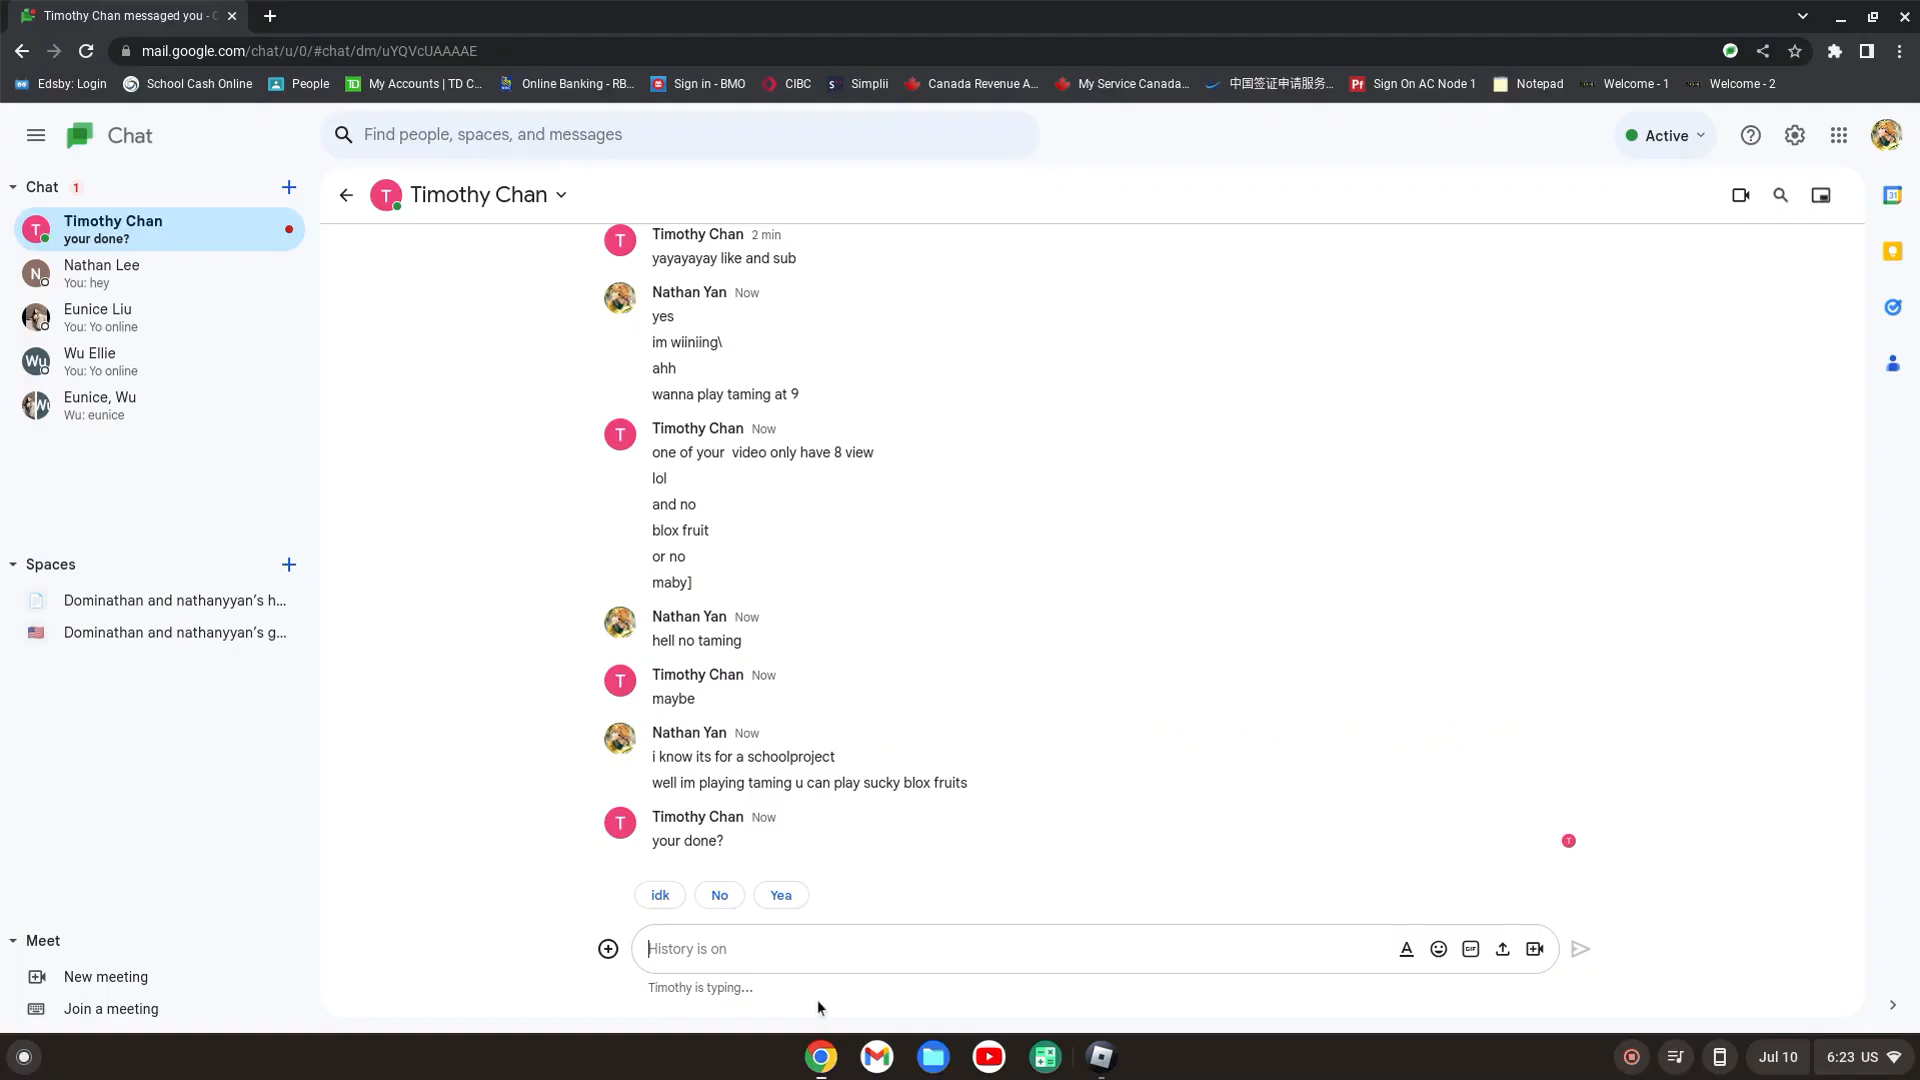 Timothy Chan messaged you - C
mail.google.com/chat/u/0/#chat/dm/uYQVcUAAAAE
Edsby: Login
School Cash Online
People
My Accounts | TD C...
Online Banking - RB...
Sign in - BMO
CIBC
Simplii
Canada Revenue A...
My Service Canada...
中国签证申请服务...
Sign On AC Node 1
Notepad
Welcome - 1
Welcome - 2
Chat
Find people, spaces, and messages
Active
Chat 1
Timothy Chan
your done?
Nathan Lee
You: hey
Eunice Liu
You: Yo online
Wu Ellie
You: Yo online
Eunice, Wu
Wu: eunice
Spaces
Dominathan and nathanyyan's h...
Dominathan and nathanyyan's g...
Meet
New meeting
Join a meeting
T Timothy Chan
T Timothy Chan 2 min
yayayayay like and sub
Nathan Yan Now
yes
im wiiniing\
ahh
wanna play taming at 9
T Timothy Chan Now
one of your  video only have 8 view
lol
and no
blox fruit
or no
maby]
Nathan Yan Now
hell no taming
T Timothy Chan Now
maybe
Nathan Yan Now
i know its for a schoolproject
well im playing taming u can play sucky blox fruits
T Timothy Chan Now
your done?
idk
No
Yea
History is on
GIF
Timothy is typing...
31
Jul 10
6:23 US